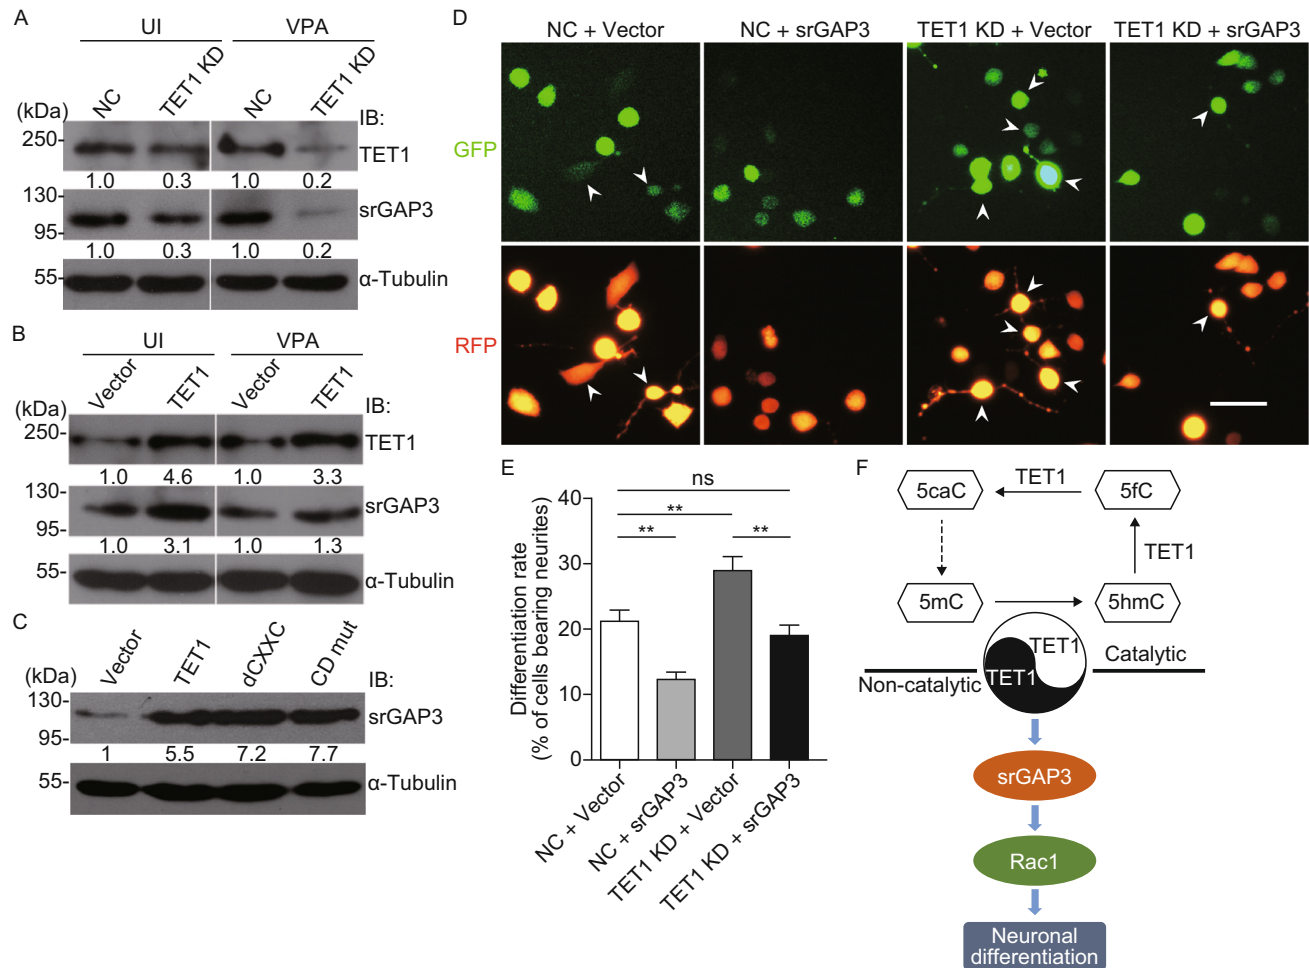 A
UI VPA
NC TET1 KD NC TET1 KD
(kDa) IB:
250- TET1
1.0 0.3 1.0 0.2
130-
srGAP3
95-
1.0 0.3 1.0 0.2
55- α-Tubulin
B
UI VPA
Vector TET1 Vector TET1
(kDa) IB:
250- TET1
1.0 4.6 1.0 3.3
130-
srGAP3
95-
1.0 3.1 1.0 1.3
55- α-Tubulin
C
Vector TET1 dCXXC CD mut
(kDa) IB:
130- srGAP3
95-
1 5.5 7.2 7.7
55- α-Tubulin
D
NC + Vector NC + srGAP3 TET1 KD + Vector TET1 KD + srGAP3
GFP
RFP
E
Differentiation rate
(% of cells bearing neurites)
40
30
20
10
0
ns
** **
**
NC + Vector
NC + srGAP3
TET1 KD + Vector
TET1 KD + srGAP3
F
5caC TET1 5fC
TET1
5mC 5hmC
TET1
TET1
Non-catalytic Catalytic
srGAP3
Rac1
Neuronal
differentiation